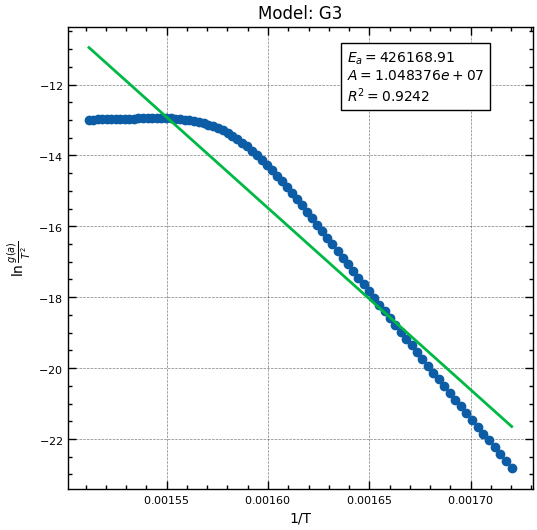 Model: G3
E_a = 426168.91
A = 1.048376e + 07
R² = 0.9242
−12
−14
−16
−18
−20
−22
ln g(a)/T²
0.00155 0.00160 0.00165 0.00170
1/T